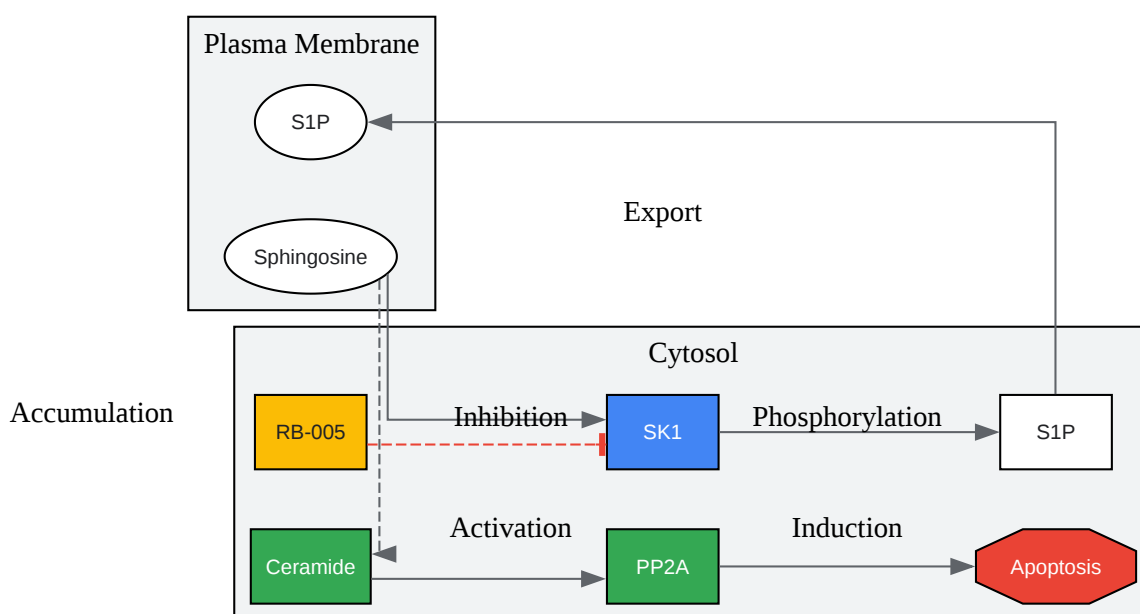 Plasma Membrane
S1P
Export
Sphingosine
Cytosol
Accumulation
RB-005
Inhibition
SK1
Phosphorylation
S1P
Ceramide
Activation
PP2A
Induction
Apoptosis